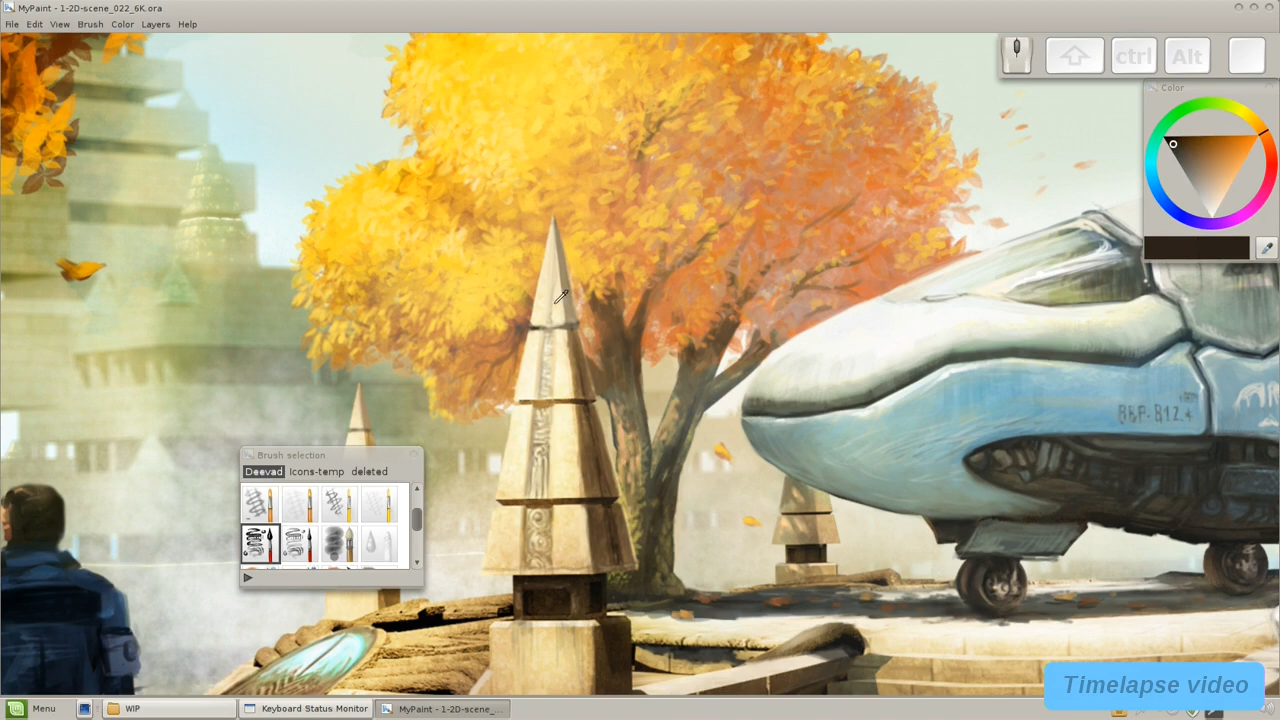 MyPaint - 1-2D-scene_022_6K.ora
File Edit View Brush Color Layers Help
ctrl Alt
Color
BBP-B12.4
Brush selection
Deevad Icons-temp deleted
Timelapse video
Menu WIP Keyboard Status Monitor MyPaint - 1-2D-scene_...